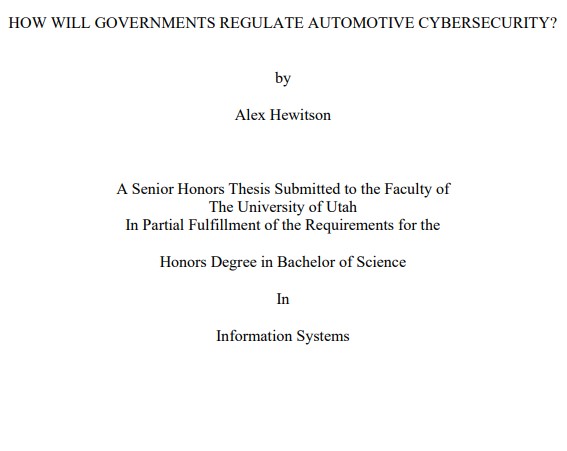 HOW WILL GOVERNMENTS REGULATE AUTOMOTIVE CYBERSECURITY?
by
Alex Hewitson
A Senior Honors Thesis Submitted to the Faculty of
The University of Utah
In Partial Fulfillment of the Requirements for the
Honors Degree in Bachelor of Science
In
Information Systems